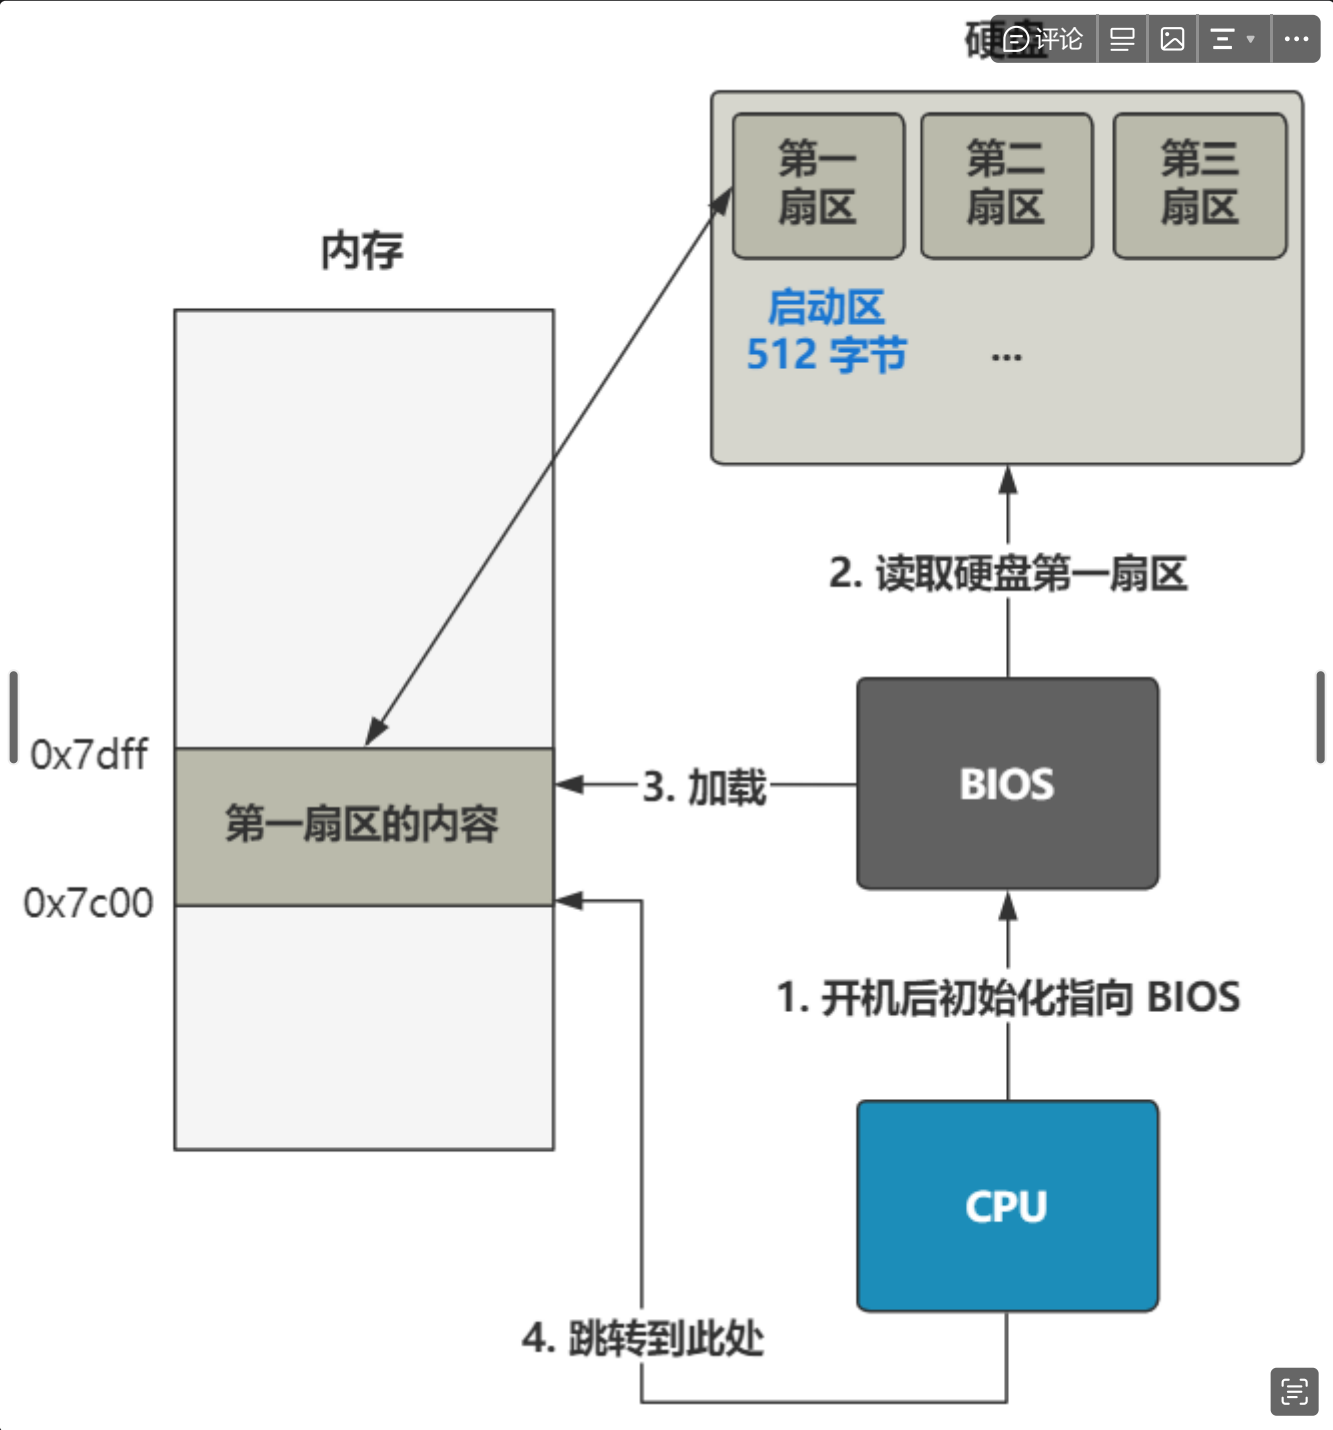 硬盘
评论
第一
扇区
第二
扇区
第三
扇区
启动区
512 字节
...
内存
2. 读取硬盘第一扇区
0x7dff
第一扇区的内容
0x7c00
3. 加载
BIOS
1. 开机后初始化指向 BIOS
CPU
4. 跳转到此处